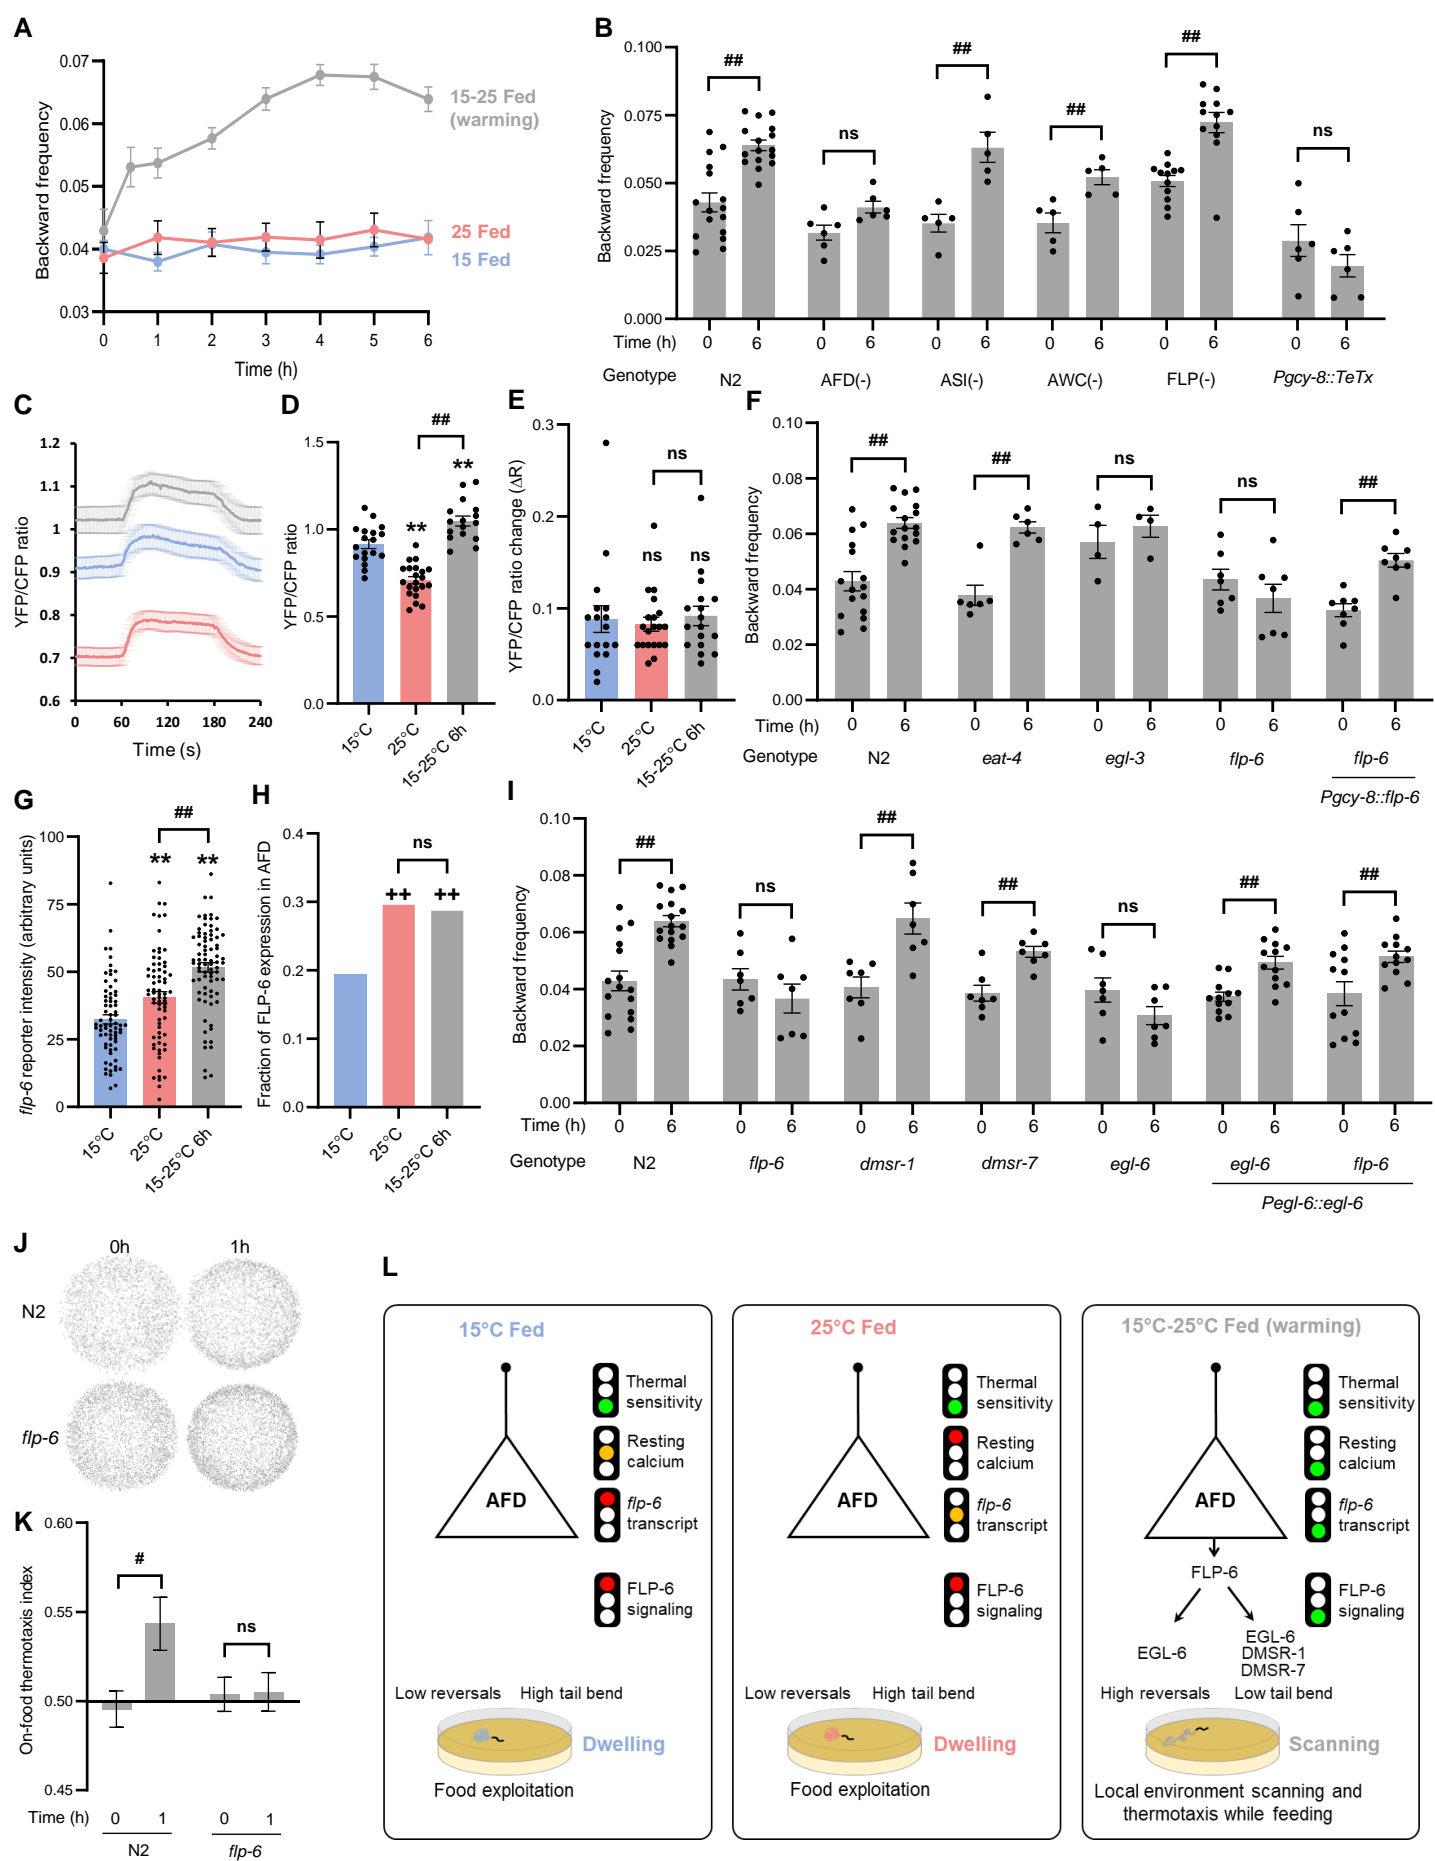 A
Backward frequency
0.07
0.06
0.05
0.04
0.03
0 1 2 3 4 5 6
Time (h)
15-25 Fed
(warming)
25 Fed
15 Fed
B
Backward frequency
0.100
0.075
0.050
0.025
0.000
## ns ## ## ## ns
Time (h) 0 6 0 6 0 6 0 6 0 6 0 6
Genotype N2 AFD(-) ASI(-) AWC(-) FLP(-) Pgcy-8::TeTx
C
YFP/CFP ratio
1.2
1.1
1
0.9
0.8
0.7
0.6
0 60 120 180 240
Time (s)
D
YFP/CFP ratio
1.5
1.0
0.5
0.0
##
** **
15°C 25°C 15-25°C 6h
E
YFP/CFP ratio change (ΔR)
0.3
0.2
0.1
0.0
ns
ns ns
15°C 25°C 15-25°C 6h
F
Backward frequency
0.10
0.08
0.06
0.04
0.02
0.00
## ## ns ns ##
Time (h) 0 6 0 6 0 6 0 6 0 6
Genotype N2 eat-4 egl-3 flp-6 flp-6
Pgcy-8::flp-6
G
flp-6 reporter intensity (arbitrary units)
100
75
50
25
0
##
** **
15°C 25°C 15-25°C 6h
H
Fraction of FLP-6 expression in AFD
0.4
0.3
0.2
0.1
0.0
ns
++ ++
15°C 25°C 15-25°C 6h
I
Backward frequency
0.10
0.08
0.06
0.04
0.02
0.00
## ns ## ## ns ## ##
Time (h) 0 6 0 6 0 6 0 6 0 6 0 6 0 6
Genotype N2 flp-6 dmsr-1 dmsr-7 egl-6 egl-6 flp-6
Pegl-6::egl-6
J
0h 1h
N2
flp-6
K
On-food thermotaxis index
0.60
0.55
0.50
0.45
# ns
Time (h) 0 1 0 1
N2 flp-6
L
15°C Fed
Thermal
sensitivity
Resting
calcium
AFD
flp-6
transcript
FLP-6
signaling
Low reversals High tail bend
Dwelling
Food exploitation
25°C Fed
Thermal
sensitivity
Resting
calcium
AFD
flp-6
transcript
FLP-6
signaling
Low reversals High tail bend
Dwelling
Food exploitation
15°C-25°C Fed (warming)
Thermal
sensitivity
Resting
calcium
AFD
flp-6
transcript
FLP-6
FLP-6
signaling
EGL-6
EGL-6
DMSR-1
DMSR-7
High reversals Low tail bend
Scanning
Local environment scanning and
thermotaxis while feeding